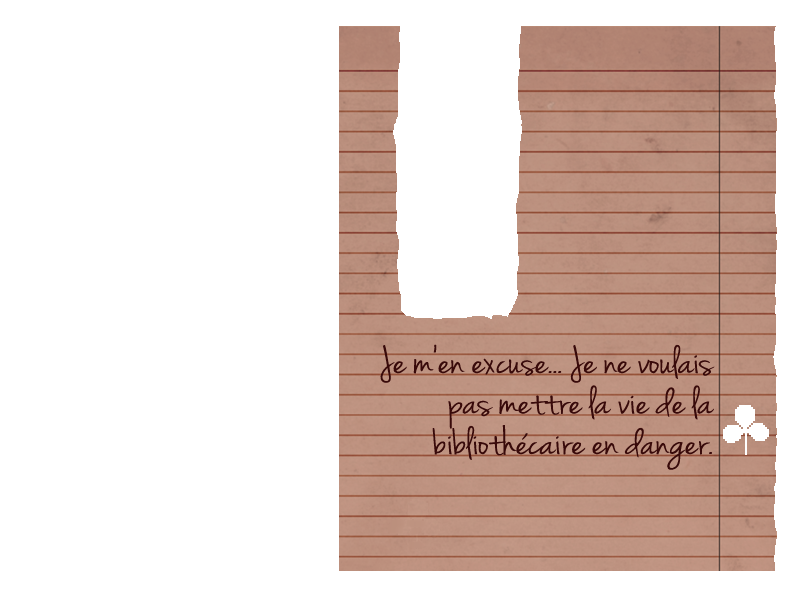 Je m'en excuse... Je ne voulais
pas mettre la vie de la
bibliothécaire en danger.